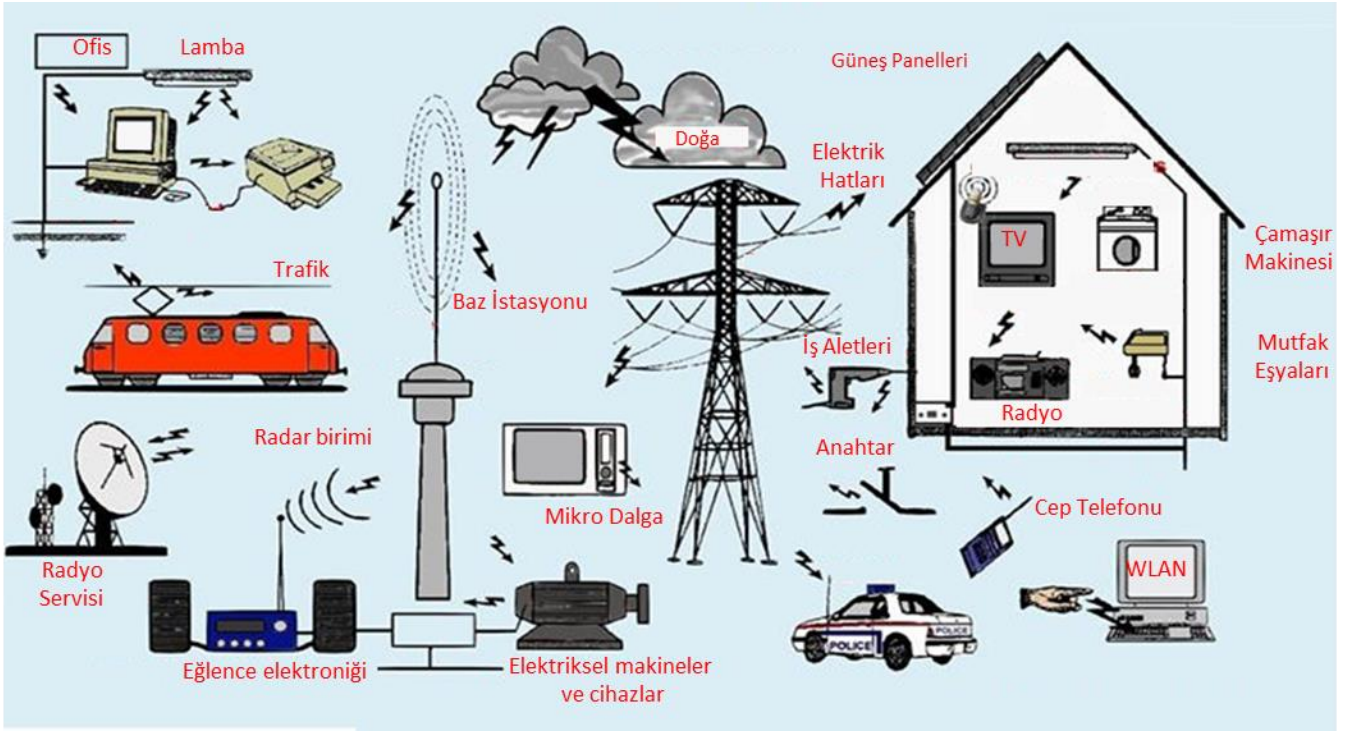 Ofis
Lamba
Güneş Panelleri
Doğa
Elektrik
Hatları
TV
Çamaşır
Makinesi
Trafik
Baz İstasyonu
İş Aletleri
Mutfak
Eşyaları
Radyo
Radar birimi
Anahtar
Mikro Dalga
Cep Telefonu
Radyo
Servisi
WLAN
POLICE
POLICE
Eğlence elektroniği
Elektriksel makineler
ve cihazlar